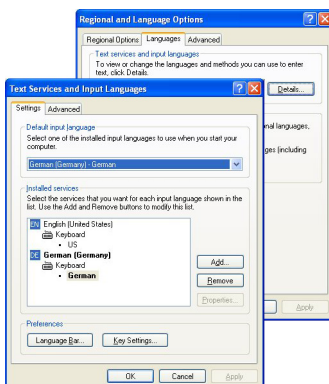 Regional and Language Options
Regional Options Languages Advanced
Text services and input languages
To view or change the languages and methods you can use to enter
text, click Details.
Details...
nal languages.
ges (including
Apply
Text Services and Input Languages
Settings Advanced
Default input language
Select one of the installed input languages to use when you start your
computer.
German (Germany) - German
Installed services
Select the services that you want for each input language shown in the
list. Use the Add and Remove buttons to modify this list.
EN English (United States)
Keyboard
• US
DE German (Germany)
Keyboard
• German
Add...
Remove
Properties...
Preferences
Language Bar... Key Settings...
OK Cancel Apply